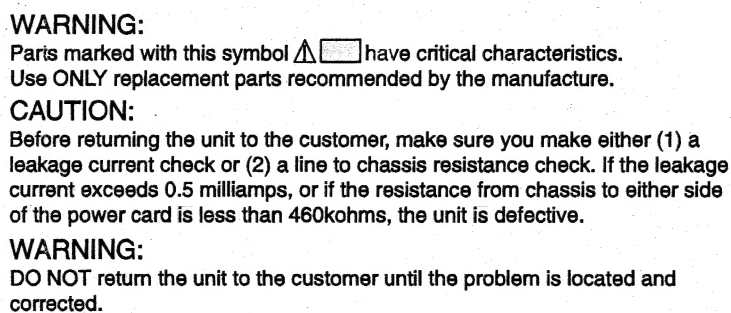 WARNING:
Parts marked with this symbol ⚠ have critical characteristics.
Use ONLY replacement parts recommended by the manufacture.
CAUTION:
Before returning the unit to the customer, make sure you make either (1) a
leakage current check or (2) a line to chassis resistance check. If the leakage
current exceeds 0.5 milliamps, or if the resistance from chassis to either side
of the power card is less than 460kohms, the unit is defective.
WARNING:
DO NOT return the unit to the customer until the problem is located and
corrected.